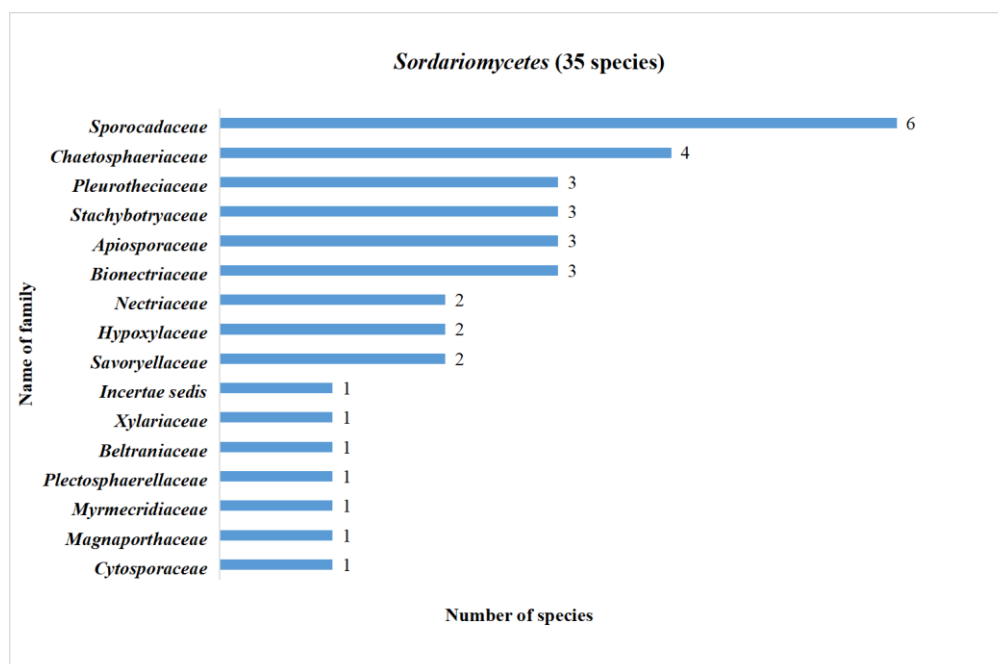 Sordariomycetes (35 species)
Name of family
Sporocadaceae 6
Chaetosphaeriaceae 4
Pleurotheciaceae 3
Stachybotryaceae 3
Apiosporaceae 3
Bionectriaceae 3
Nectriaceae 2
Hypoxylaceae 2
Savoryellaceae 2
Incertae sedis 1
Xylariaceae 1
Beltraniaceae 1
Plectosphaerellaceae 1
Myrmecridiaceae 1
Magnaporthaceae 1
Cytosporaceae 1
Number of species